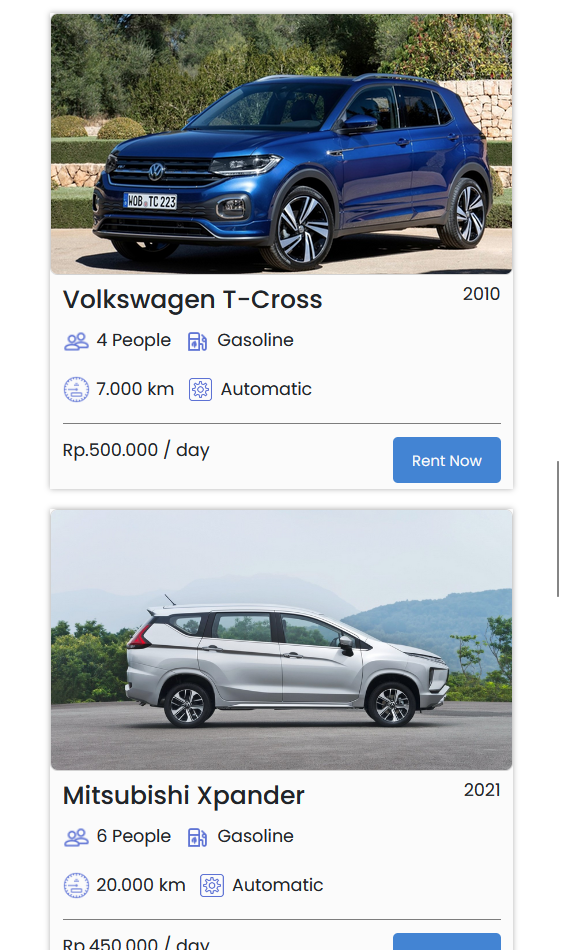 WOB TC 223
Volkswagen T-Cross
2010
4 People
Gasoline
7.000 km
Automatic
Rp.500.000 / day
Rent Now
Mitsubishi Xpander
2021
6 People
Gasoline
20.000 km
Automatic
Rp.450.000 / day